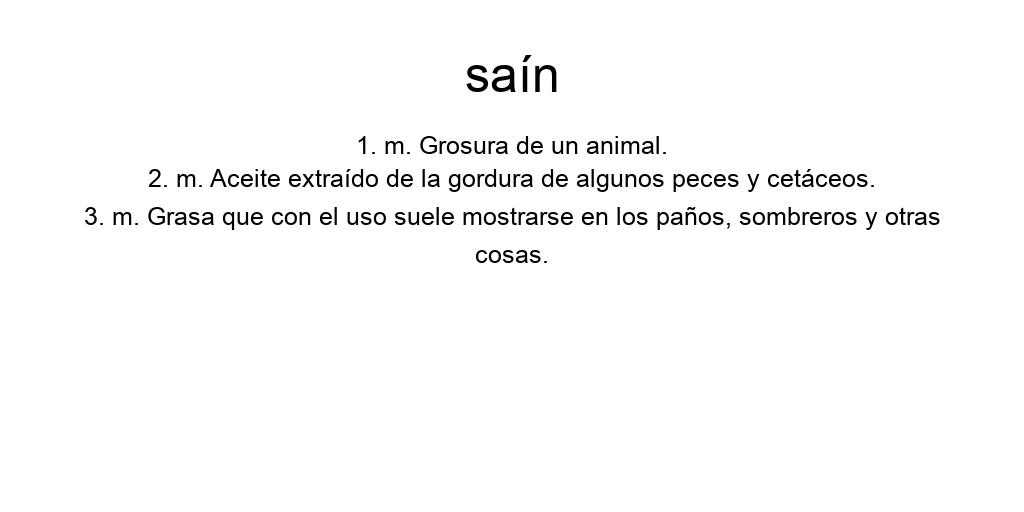 saín
1. m. Grosura de un animal.
2. m. Aceite extraído de la gordura de algunos peces y cetáceos.
3. m. Grasa que con el uso suele mostrarse en los paños, sombreros y otras
cosas.